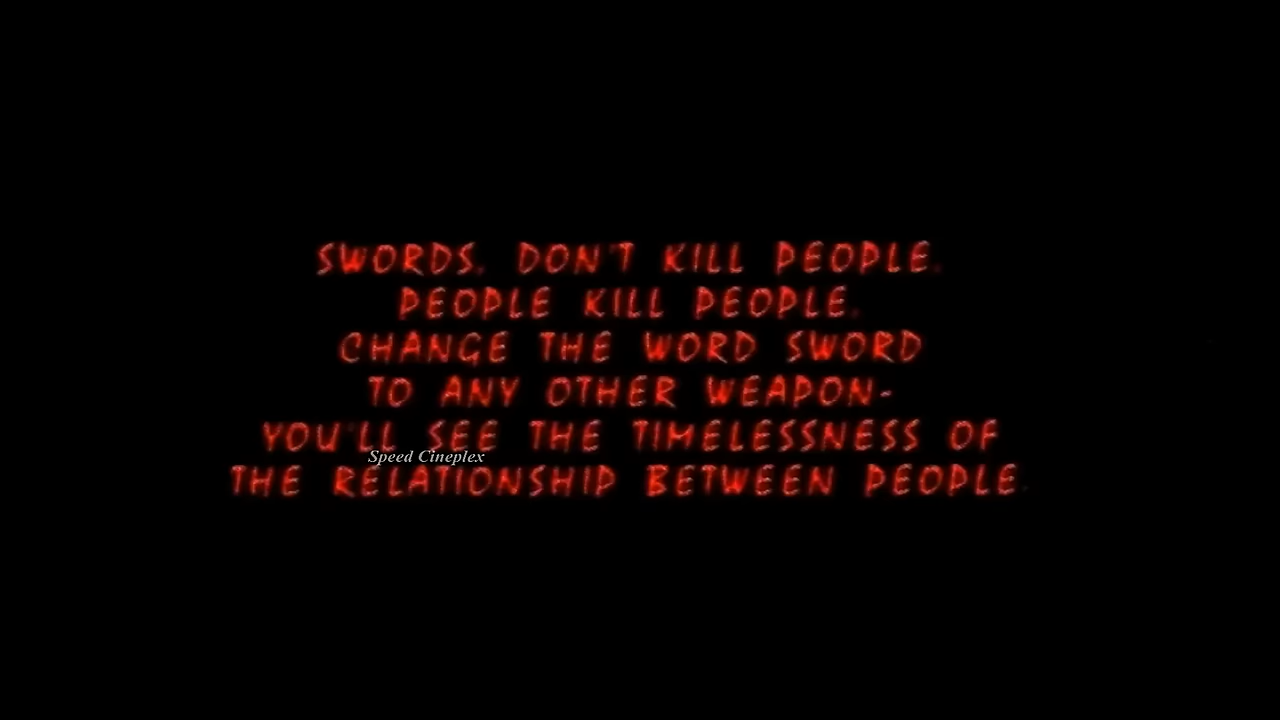 SWORDS, DON'T KILL PEOPLE.
PEOPLE KILL PEOPLE.
CHANGE THE WORD SWORD
TO ANY OTHER WEAPON-
YOU'LL SEE THE TIMELESSNESS OF
Speed Cineplex
THE RELATIONSHIP BETWEEN PEOPLE.